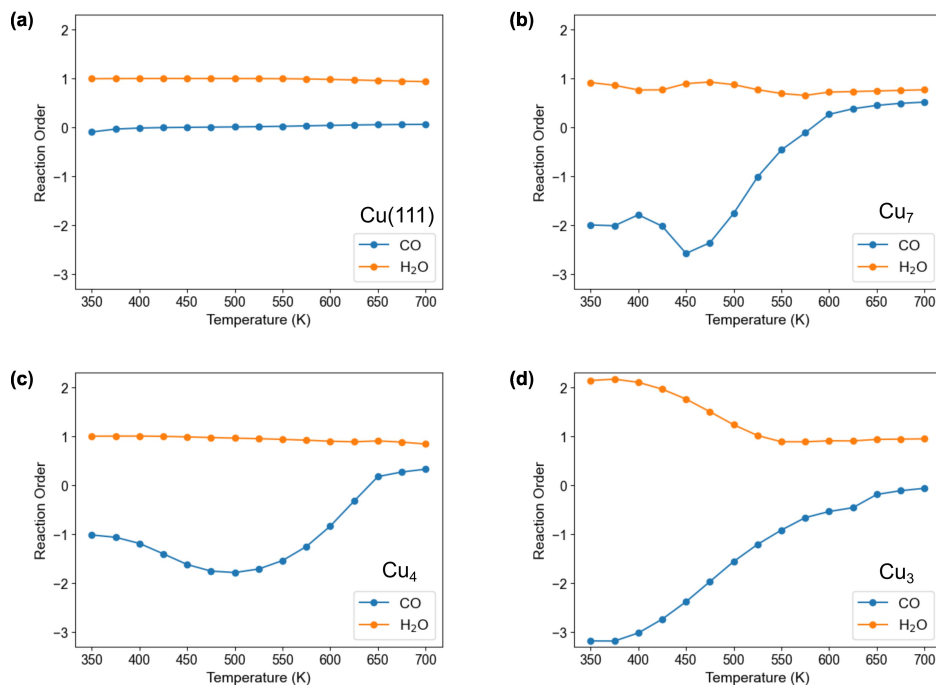 (a)
2
1
0
−1
−2
−3
Reaction Order
Cu(111)
CO
H₂O
350 400 450 500 550 600 650 700
Temperature (K)
(b)
2
1
0
−1
−2
−3
Reaction Order
Cu₇
CO
H₂O
350 400 450 500 550 600 650 700
Temperature (K)
(c)
2
1
0
−1
−2
−3
Reaction Order
Cu₄
CO
H₂O
350 400 450 500 550 600 650 700
Temperature (K)
(d)
2
1
0
−1
−2
−3
Reaction Order
Cu₃
CO
H₂O
350 400 450 500 550 600 650 700
Temperature (K)